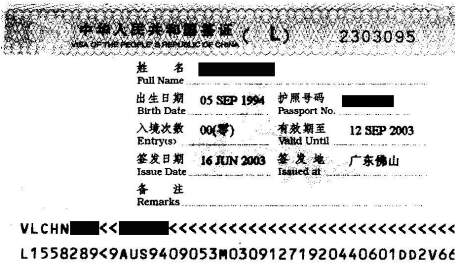 中华人民共和国签证 ( L ) 2303095
VISA OF THE PEOPLE'S REPUBLIC OF CHINA
姓 名
Full Name
出生日期 05 SEP 1994 护照号码
Birth Date Passport No.
入境次数 00(零) 有效期至 12 SEP 2003
Entry(s) Valid Until
签发日期 16 JUN 2003 签发地 广东佛山
Issue Date Issued at
备 注
Remarks
VLCHN << <<<<<<<<<<<<<<<<<<<<<<<<<<<
L1558289<9AUS9409053M03091271920440601DD2V66